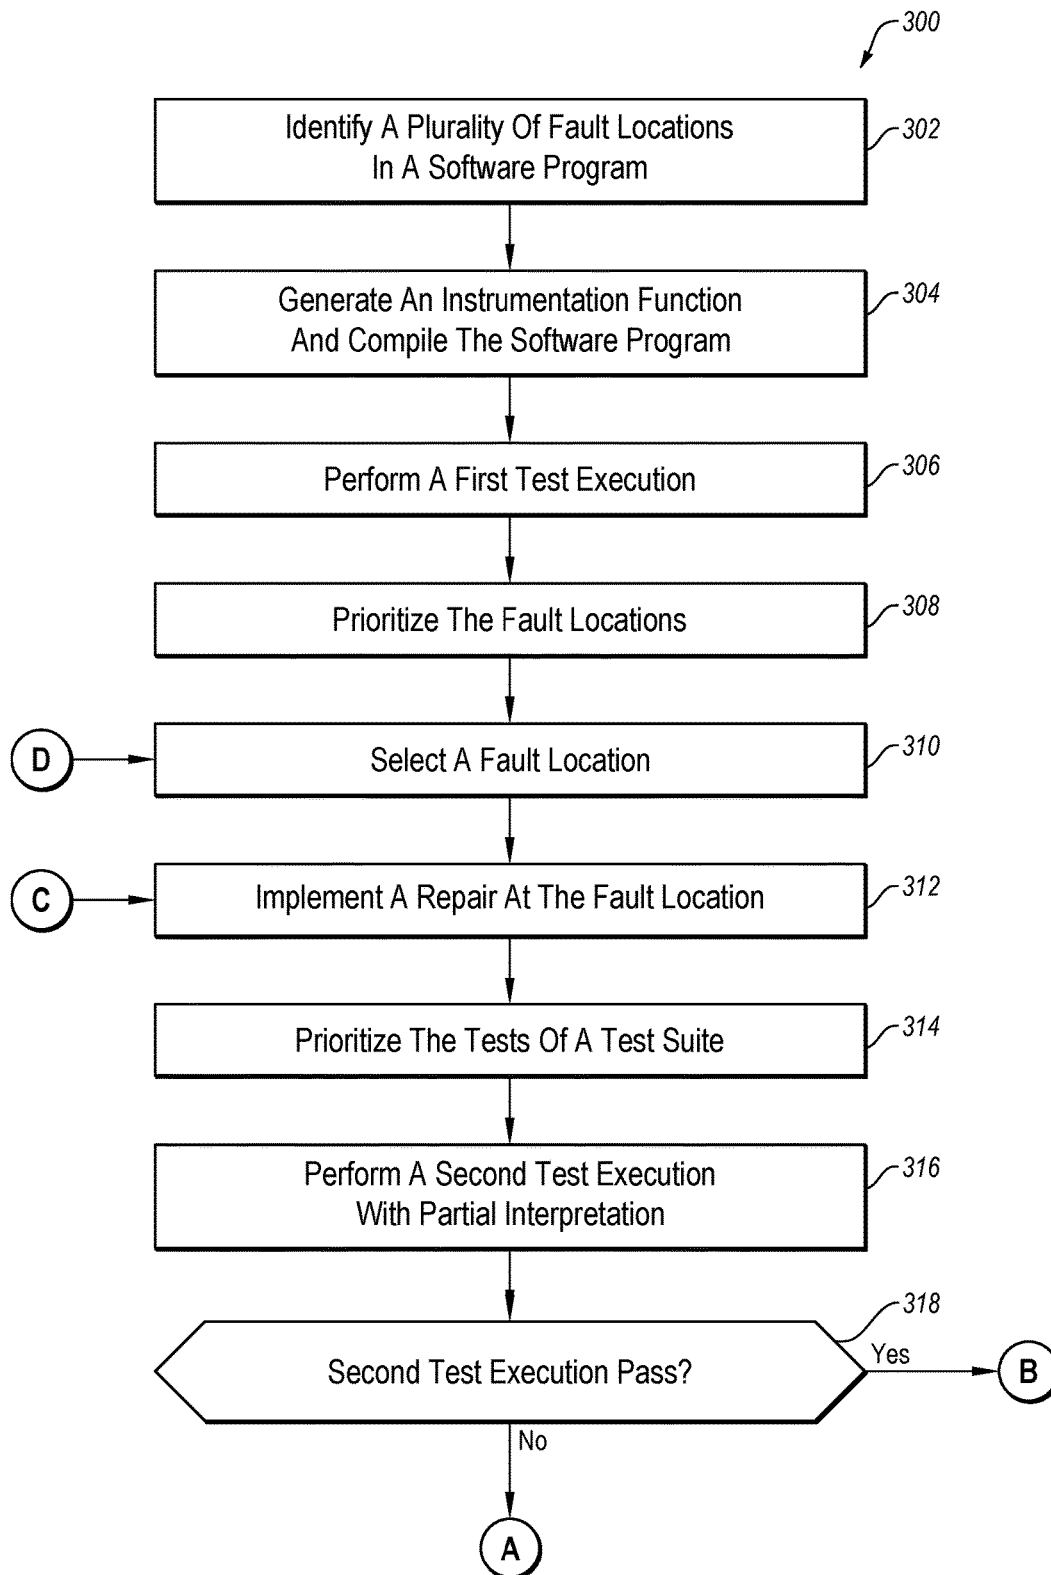 300
Identify A Plurality Of Fault Locations
In A Software Program
302
Generate An Instrumentation Function
And Compile The Software Program
304
Perform A First Test Execution
306
Prioritize The Fault Locations
308
D
Select A Fault Location
310
C
Implement A Repair At The Fault Location
312
Prioritize The Tests Of A Test Suite
314
Perform A Second Test Execution
With Partial Interpretation
316
318
Second Test Execution Pass?
Yes
B
No
A